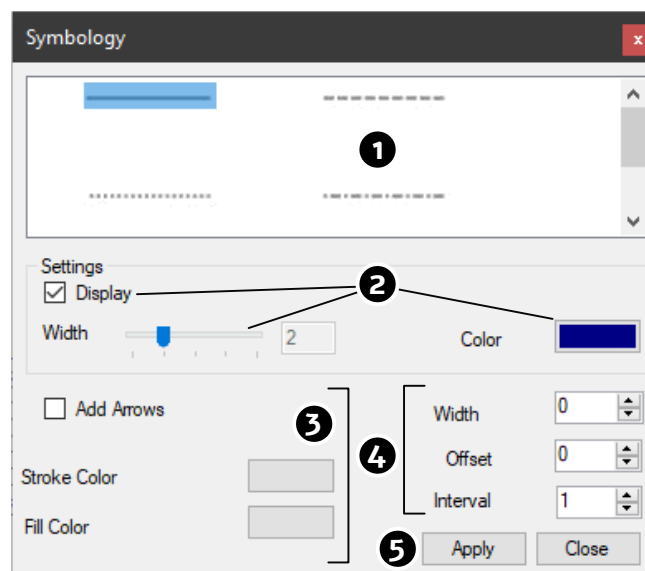 Symbology
x
1
Settings
Display
2
Width
2
Color
Add Arrows
3
Width
0
4
Offset
0
Stroke Color
Interval
1
Fill Color
5
Apply
Close